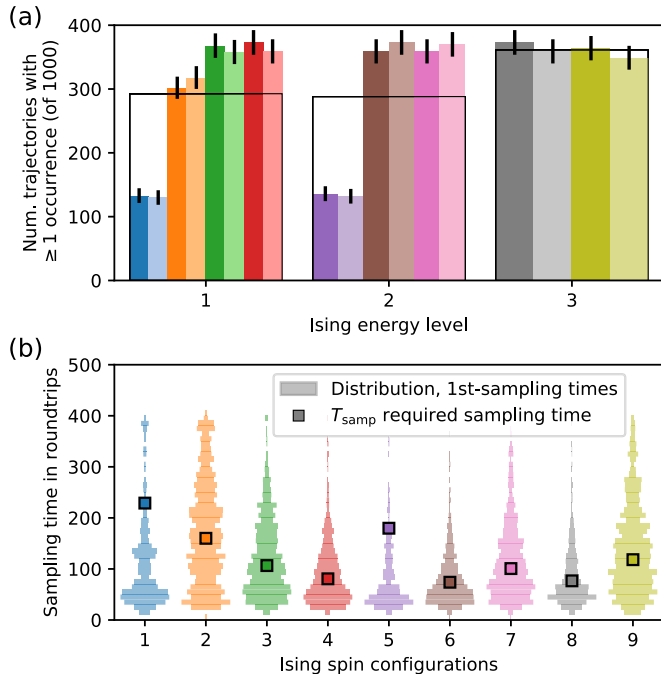 (a)
Num. trajectories with
≥ 1 occurrence (of 1000)
400
300
200
100
0
1 2 3
Ising energy level
(b)
Sampling time in roundtrips
500
400
300
200
100
0
Distribution, 1st-sampling times
T_samp required sampling time
1 2 3 4 5 6 7 8 9
Ising spin configurations